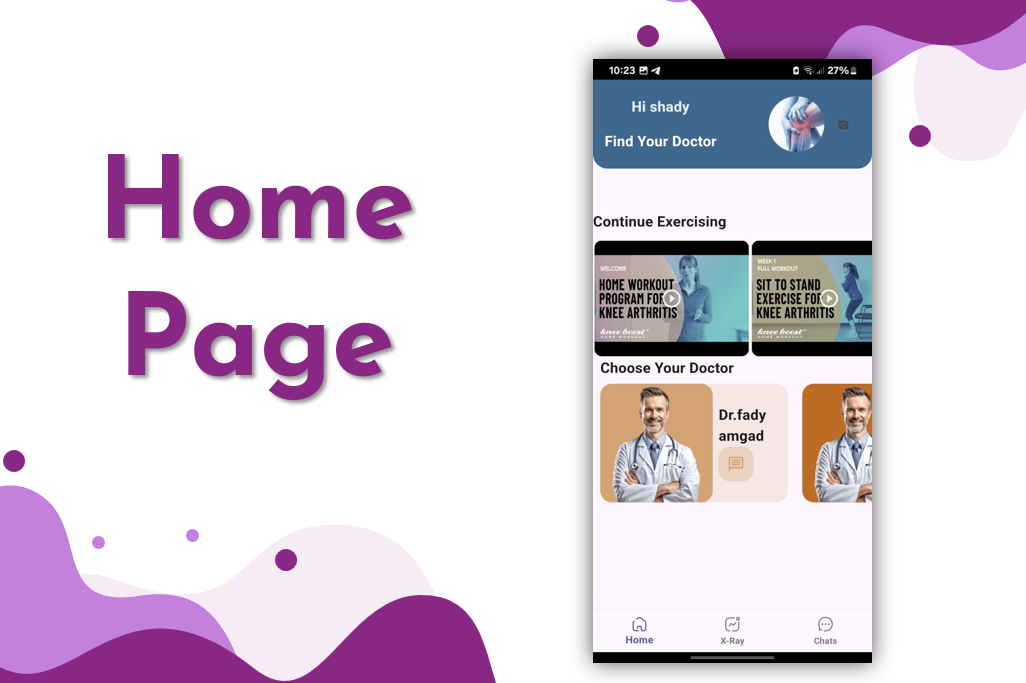 Home
Page
10:23
27%
Hi shady
Find Your Doctor
Continue Exercising
WELCOME
HOME WORKOUT
PROGRAM FOR
KNEE ARTHRITIS
knee boost
HOME WORKOUT
WEEK 1
FULL WORKOUT
SIT TO STAND
EXERCISE FOR
KNEE ARTHRITIS
knee boost
HOME WORKOUT
Choose Your Doctor
Dr.fady
amgad
Home
X-Ray
Chats